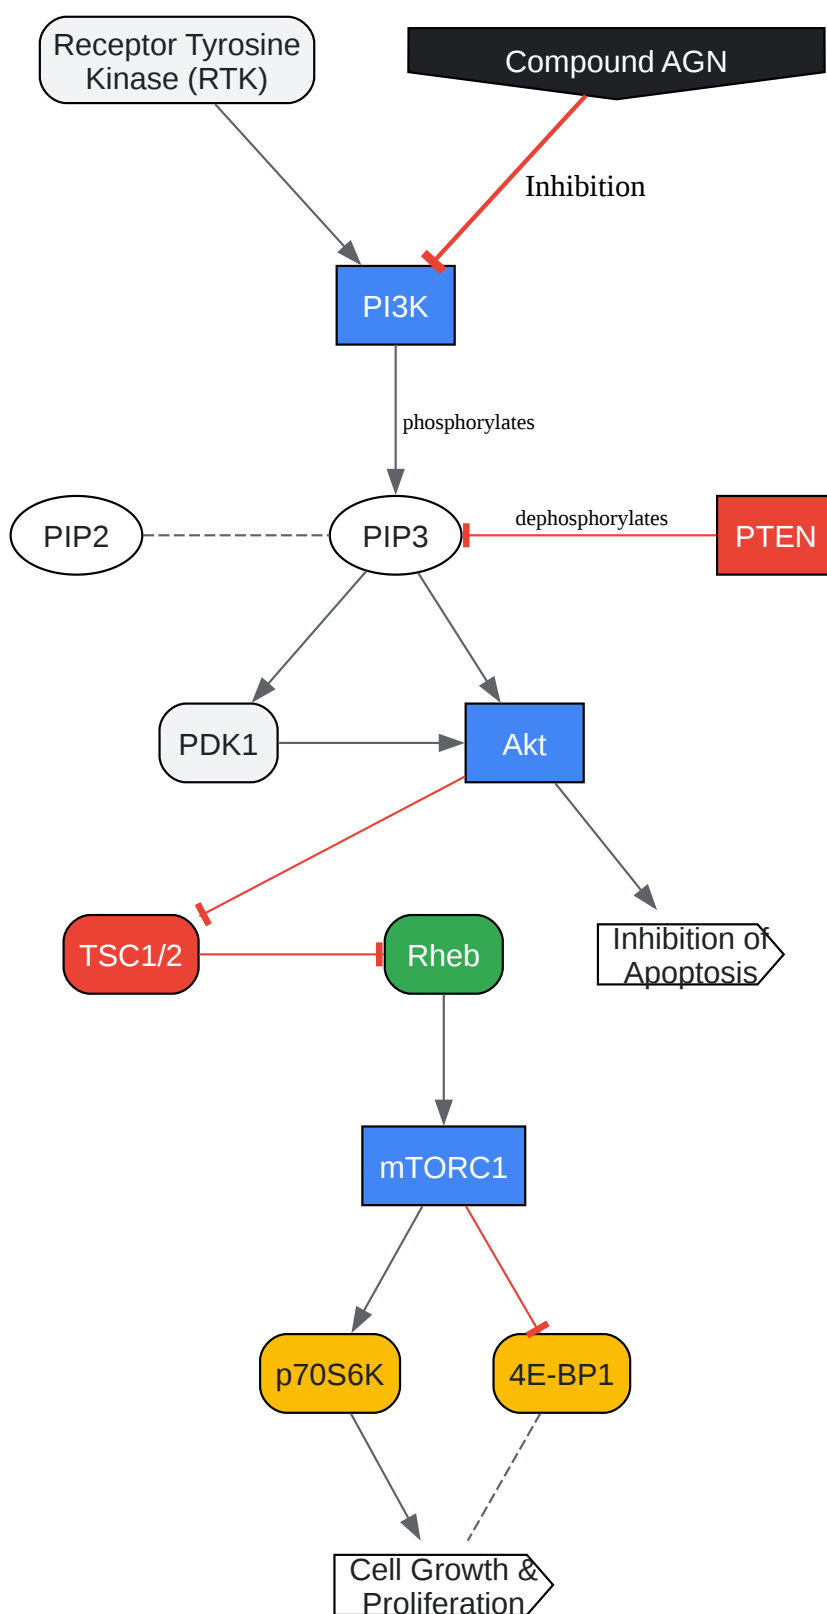 Receptor Tyrosine
Kinase (RTK)
Compound AGN
Inhibition
PI3K
phosphorylates
PIP2
PIP3
dephosphorylates
PTEN
PDK1
Akt
TSC1/2
Rheb
Inhibition of
Apoptosis
mTORC1
p70S6K
4E-BP1
Cell Growth &
Proliferation